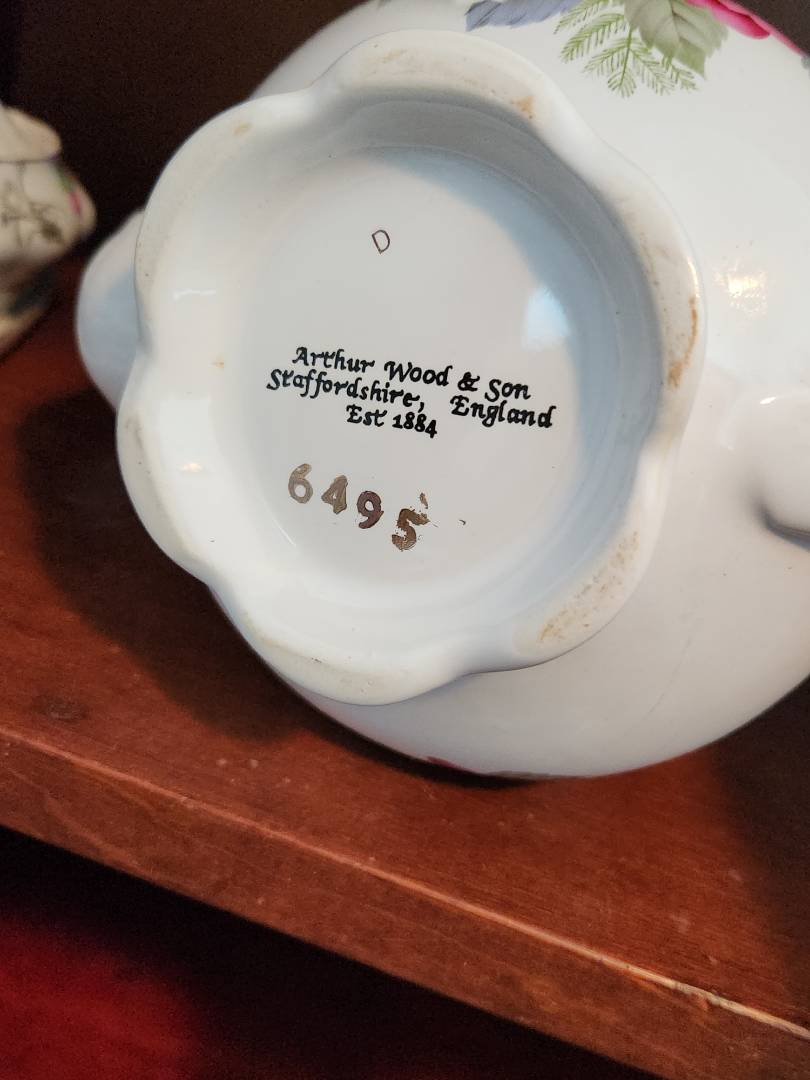 D
Arthur Wood & Son
Staffordshire, England
Est 1884
6495